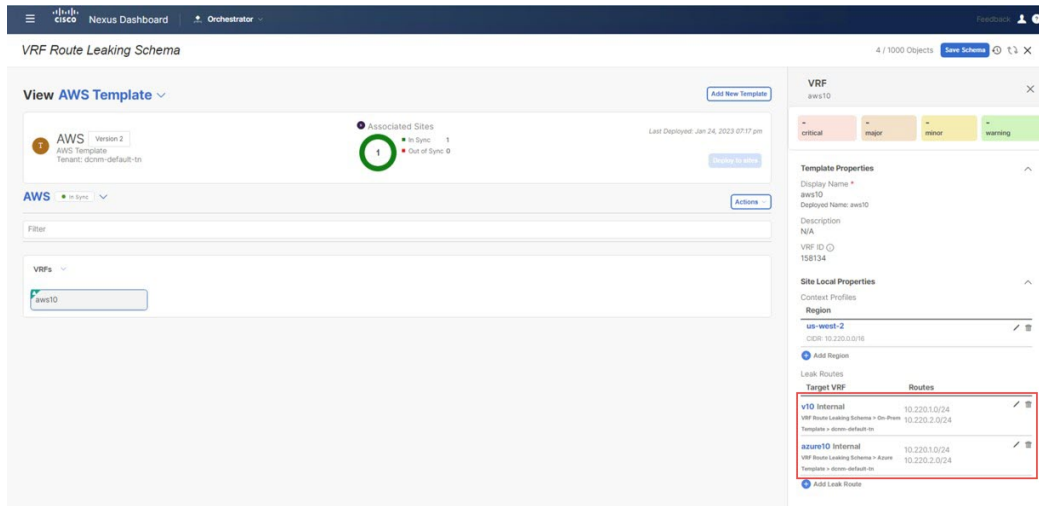 cisco Nexus Dashboard Orchestrator Feedback
VRF Route Leaking Schema 4 / 1000 Objects Save Schema
View AWS Template Add New Template
T AWS Version 2
AWS Template
Tenant: dcnm-default-tn
Associated Sites
1
In Sync 1
Out of Sync 0
Last Deployed: Jan 24, 2023 07:17 pm
Deploy to sites
AWS In Sync Actions
Filter
VRFs
aws10
VRF
aws10
- critical
- major
- minor
- warning
Template Properties
Display Name *
aws10
Deployed Name: aws10
Description
N/A
VRF ID
158134
Site Local Properties
Context Profiles
Region
us-west-2
CIDR: 10.220.0.0/16
Add Region
Leak Routes
Target VRF Routes
v10 Internal 10.220.1.0/24
VRF Route Leaking Schema > On-Prem 10.220.2.0/24
Template > dcnm-default-tn
azure10 Internal 10.220.1.0/24
VRF Route Leaking Schema > Azure 10.220.2.0/24
Template > dcnm-default-tn
Add Leak Route